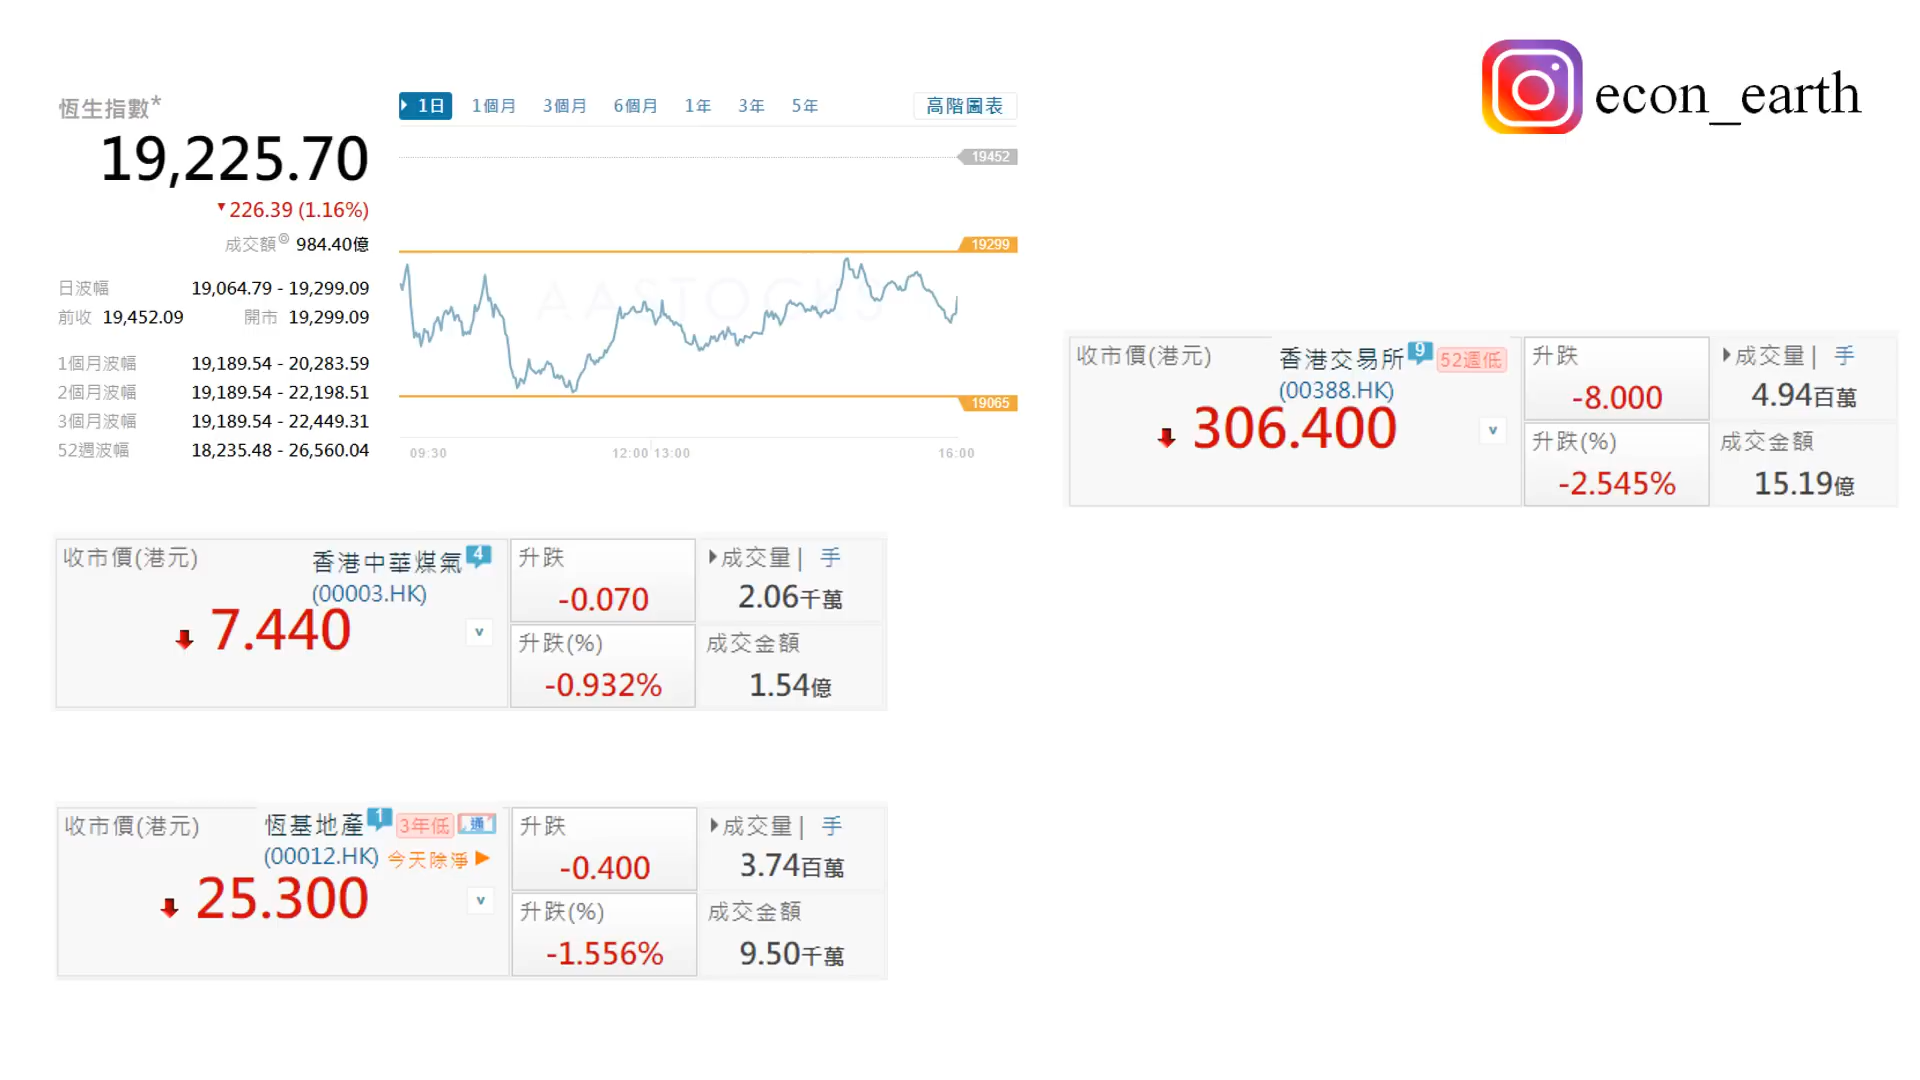 econ_earth
恆生指數*
19,225.70
▼226.39 (1.16%)
成交額◎ 984.40億
日波幅 19,064.79 - 19,299.09
前收 19,452.09 開市 19,299.09
1個月波幅 19,189.54 - 20,283.59
2個月波幅 19,189.54 - 22,198.51
3個月波幅 19,189.54 - 22,449.31
52週波幅 18,235.48 - 26,560.04
1日 1個月 3個月 6個月 1年 3年 5年 高階圖表
19452
19299
AASTOCKS
19065
09:30 12:00 13:00 16:00
收市價(港元) 香港交易所 9 52週低
(00388.HK)
306.400
升跌
-8.000
升跌(%)
-2.545%
成交量| 手
4.94百萬
成交金額
15.19億
收市價(港元) 香港中華煤氣 4
(00003.HK)
7.440
升跌
-0.070
升跌(%)
-0.932%
成交量| 手
2.06千萬
成交金額
1.54億
收市價(港元) 恆基地產 1 3年低 通
(00012.HK) 今天除淨
25.300
升跌
-0.400
升跌(%)
-1.556%
成交量| 手
3.74百萬
成交金額
9.50千萬